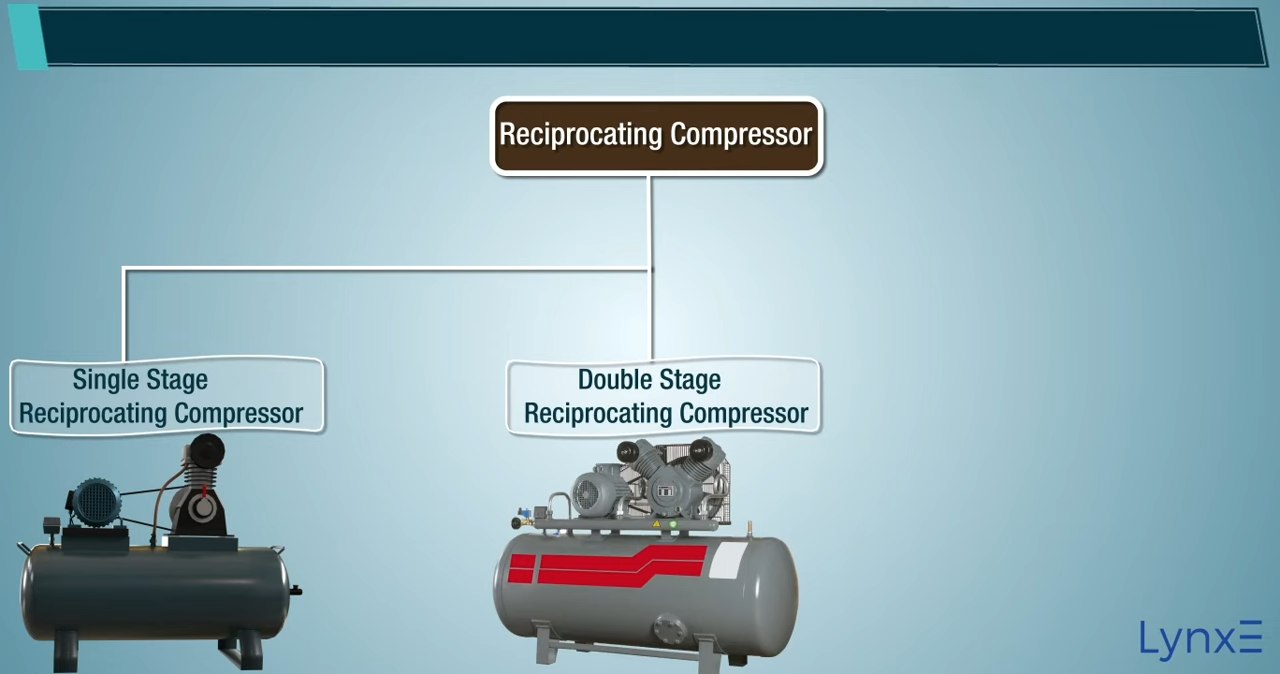 Reciprocating Compressor
Single Stage
Reciprocating Compressor
Double Stage
Reciprocating Compressor
LynxE